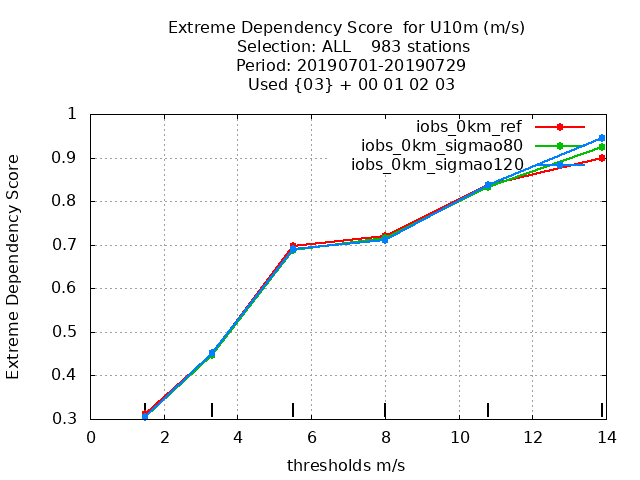 Extreme Dependency Score  for U10m (m/s)
Selection: ALL    983 stations
Period: 20190701-20190729
Used {03} + 00 01 02 03
iobs_0km_ref
iobs_0km_sigmao80
iobs_0km_sigmao120
Extreme Dependency Score
1
0.9
0.8
0.7
0.6
0.5
0.4
0.3
0 2 4 6 8 10 12 14
thresholds m/s